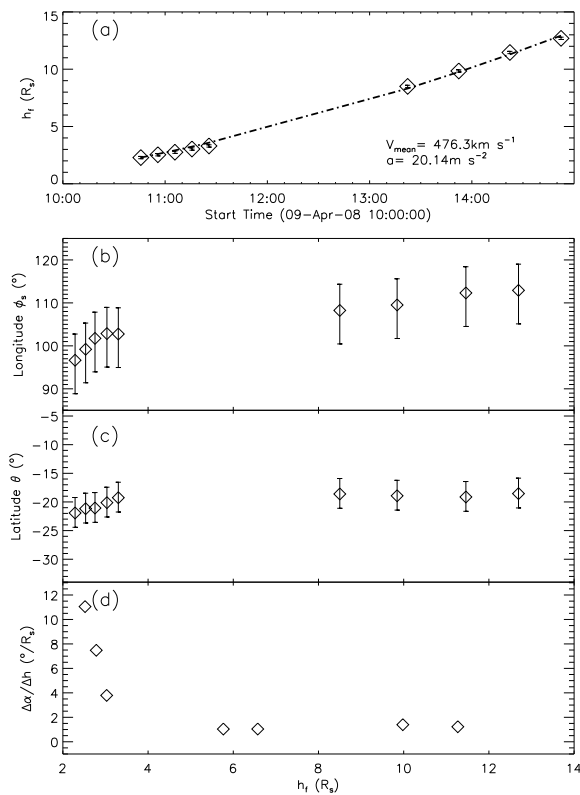 (a)
15
10
5
0
h_f (R_s)
V_mean= 476.3km s^-1
a= 20.14m s^-2
10:00 11:00 12:00 13:00 14:00
Start Time (09-Apr-08 10:00:00)
(b)
120
110
100
90
Longitude ϕ_s (°)
(c)
-5
-10
-15
-20
-25
-30
Latitude θ (°)
(d)
12
10
8
6
4
2
0
Δα/Δh (°/R_s)
2 4 6 8 10 12 14
h_f (R_s)